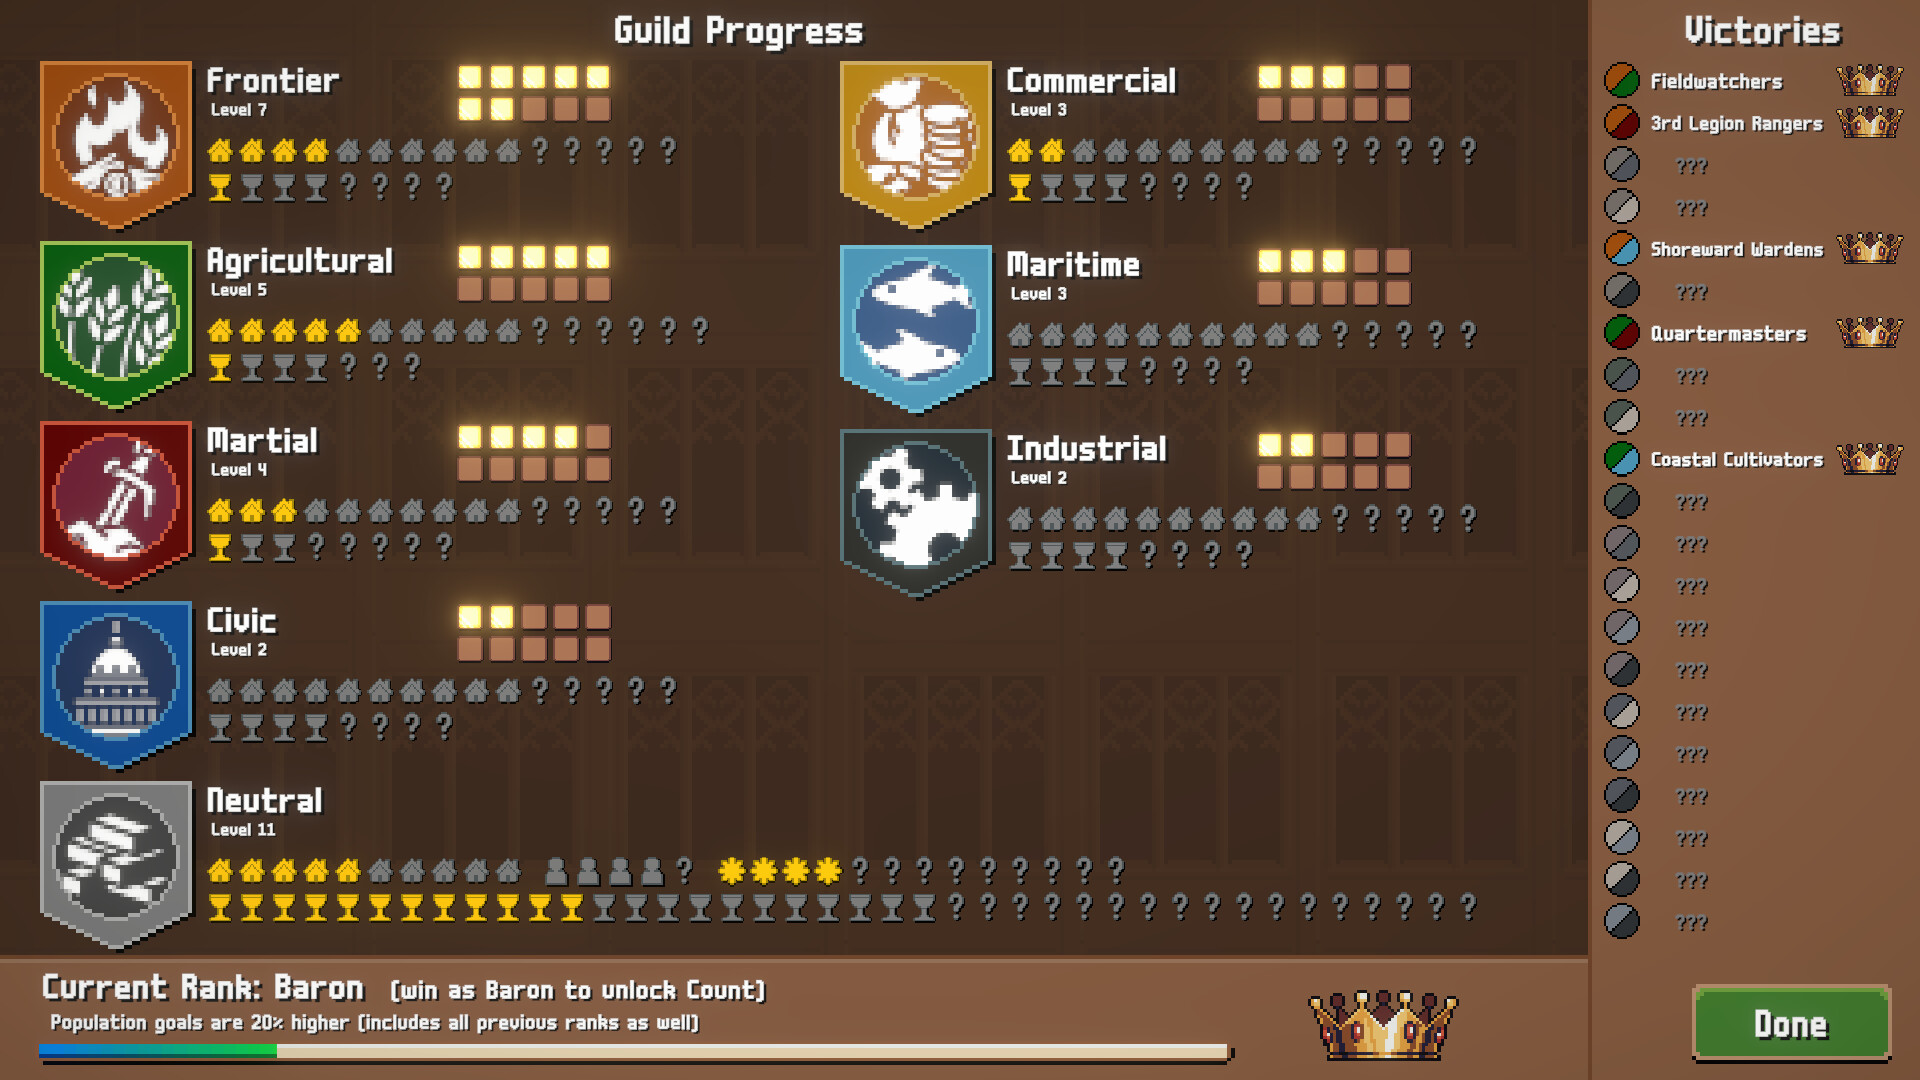 Guild Progress
Frontier
Level 7
? ? ? ? ?
? ? ? ?
Agricultural
Level 5
? ? ? ? ? ?
? ? ?
Martial
Level 4
? ? ? ? ?
? ? ? ? ?
Civic
Level 2
? ? ? ? ?
? ? ? ?
Neutral
Level 11
? ? ? ? ? ? ? ? ? ?
? ? ? ? ? ? ? ? ? ? ? ? ? ? ? ? ?
Commercial
Level 3
? ? ? ? ?
? ? ? ?
Maritime
Level 3
? ? ? ? ?
? ? ? ?
Industrial
Level 2
? ? ? ? ?
? ? ? ?
Current Rank: Baron (win as Baron to unlock Count)
Population goals are 20% higher (includes all previous ranks as well)
Victories
Fieldwatchers
3rd Legion Rangers
???
???
Shoreward Wardens
???
Quartermasters
???
???
Coastal Cultivators
???
???
???
???
???
???
???
???
???
???
???
Done